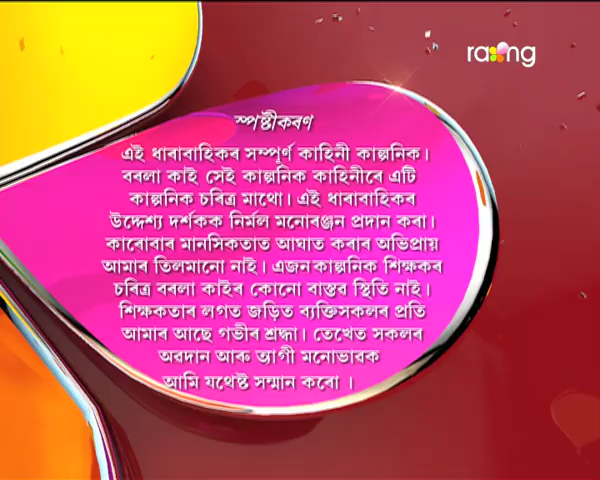 rang
স্পষ্টীকৰণ
এই ধাৰাবাহিকৰ সম্পূৰ্ণ কাহিনী কাল্পনিক।
বৰলা কাই সেই কাল্পনিক কাহিনীৰে এটি
কাল্পনিক চৰিত্ৰ মাথো। এই ধাৰাবাহিকৰ
উদ্দেশ্য দৰ্শকক নিৰ্মল মনোৰঞ্জন প্ৰদান কৰা।
কাৰোবাৰ মানসিকতাত আঘাত কৰাৰ অভিপ্ৰায়
আমাৰ তিলমানো নাই। এজন কাল্পনিক শিক্ষকৰ
চৰিত্ৰ বৰলা কাইৰ কোনো বাস্তৱ স্থিতি নাই।
শিক্ষকতাৰ লগত জড়িত ব্যক্তিসকলৰ প্ৰতি
আমাৰ আছে গভীৰ শ্ৰদ্ধা। তেখেত সকলৰ
অৱদান আৰু ত্যাগী মনোভাৱক
আমি যথেষ্ট সন্মান কৰো ।